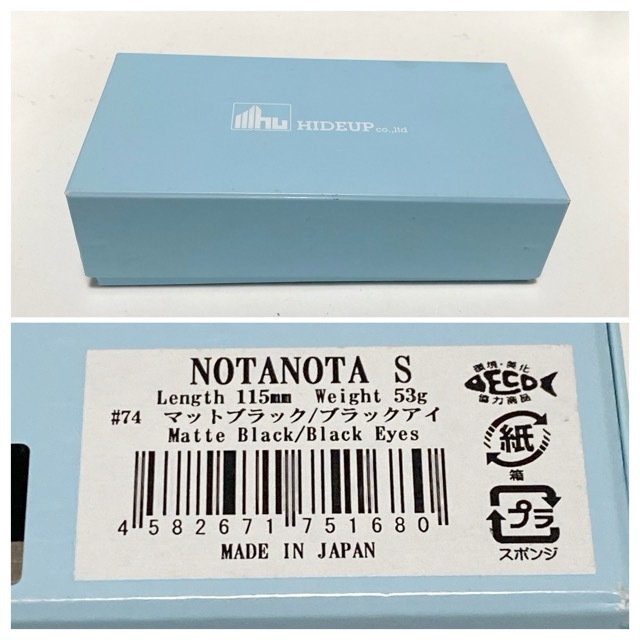 hu HIDEUP co.,ltd
NOTANOTA S
Length 115mm Weight 53g
#74 マットブラック/ブラックアイ
Matte Black/Black Eyes
4 582671 751680
MADE IN JAPAN
環境・美化
ECO
協力商品
紙
箱
プラ
スポンジ